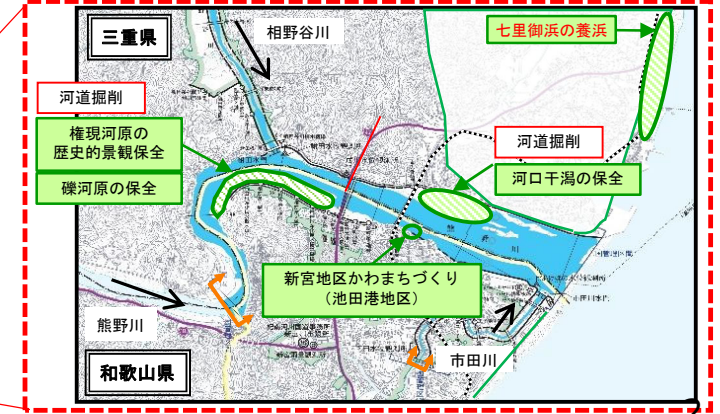 三重県
相野谷川
七里御浜の養浜
河道掘削
権現河原の
歴史的景観保全
礫河原の保全
河道掘削
河口干潟の保全
新宮地区かわまちづくり
（池田港地区）
熊野川
市田川
和歌山県